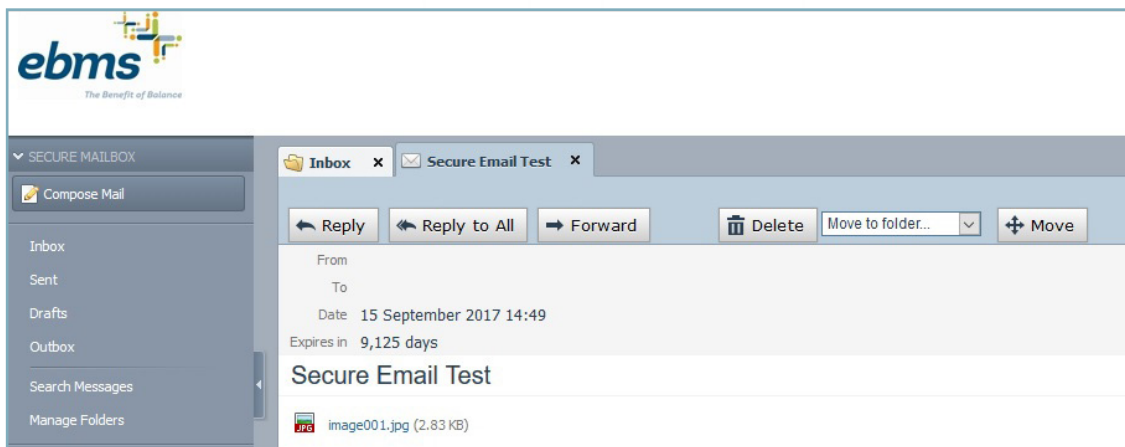 ebms
The Benefit of Balance
SECURE MAILBOX
Compose Mail
Inbox
Sent
Drafts
Outbox
Search Messages
Manage Folders
Inbox x Secure Email Test x
Reply Reply to All Forward Delete Move to folder... Move
From
To
Date 15 September 2017 14:49
Expires in 9,125 days
Secure Email Test
JPG image001.jpg (2.83 KB)